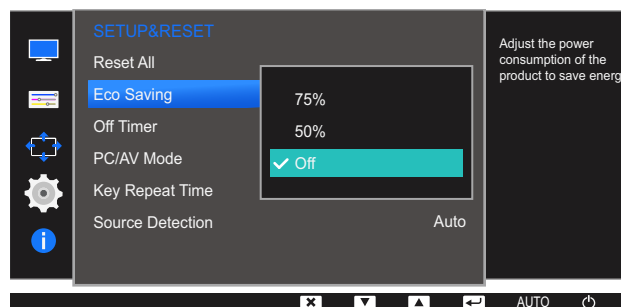 SETUP&RESET
Reset All
Eco Saving
Off Timer
PC/AV Mode
Key Repeat Time
Source Detection
Auto
75%
50%
Off
Adjust the power
consumption of the
product to save energ
AUTO